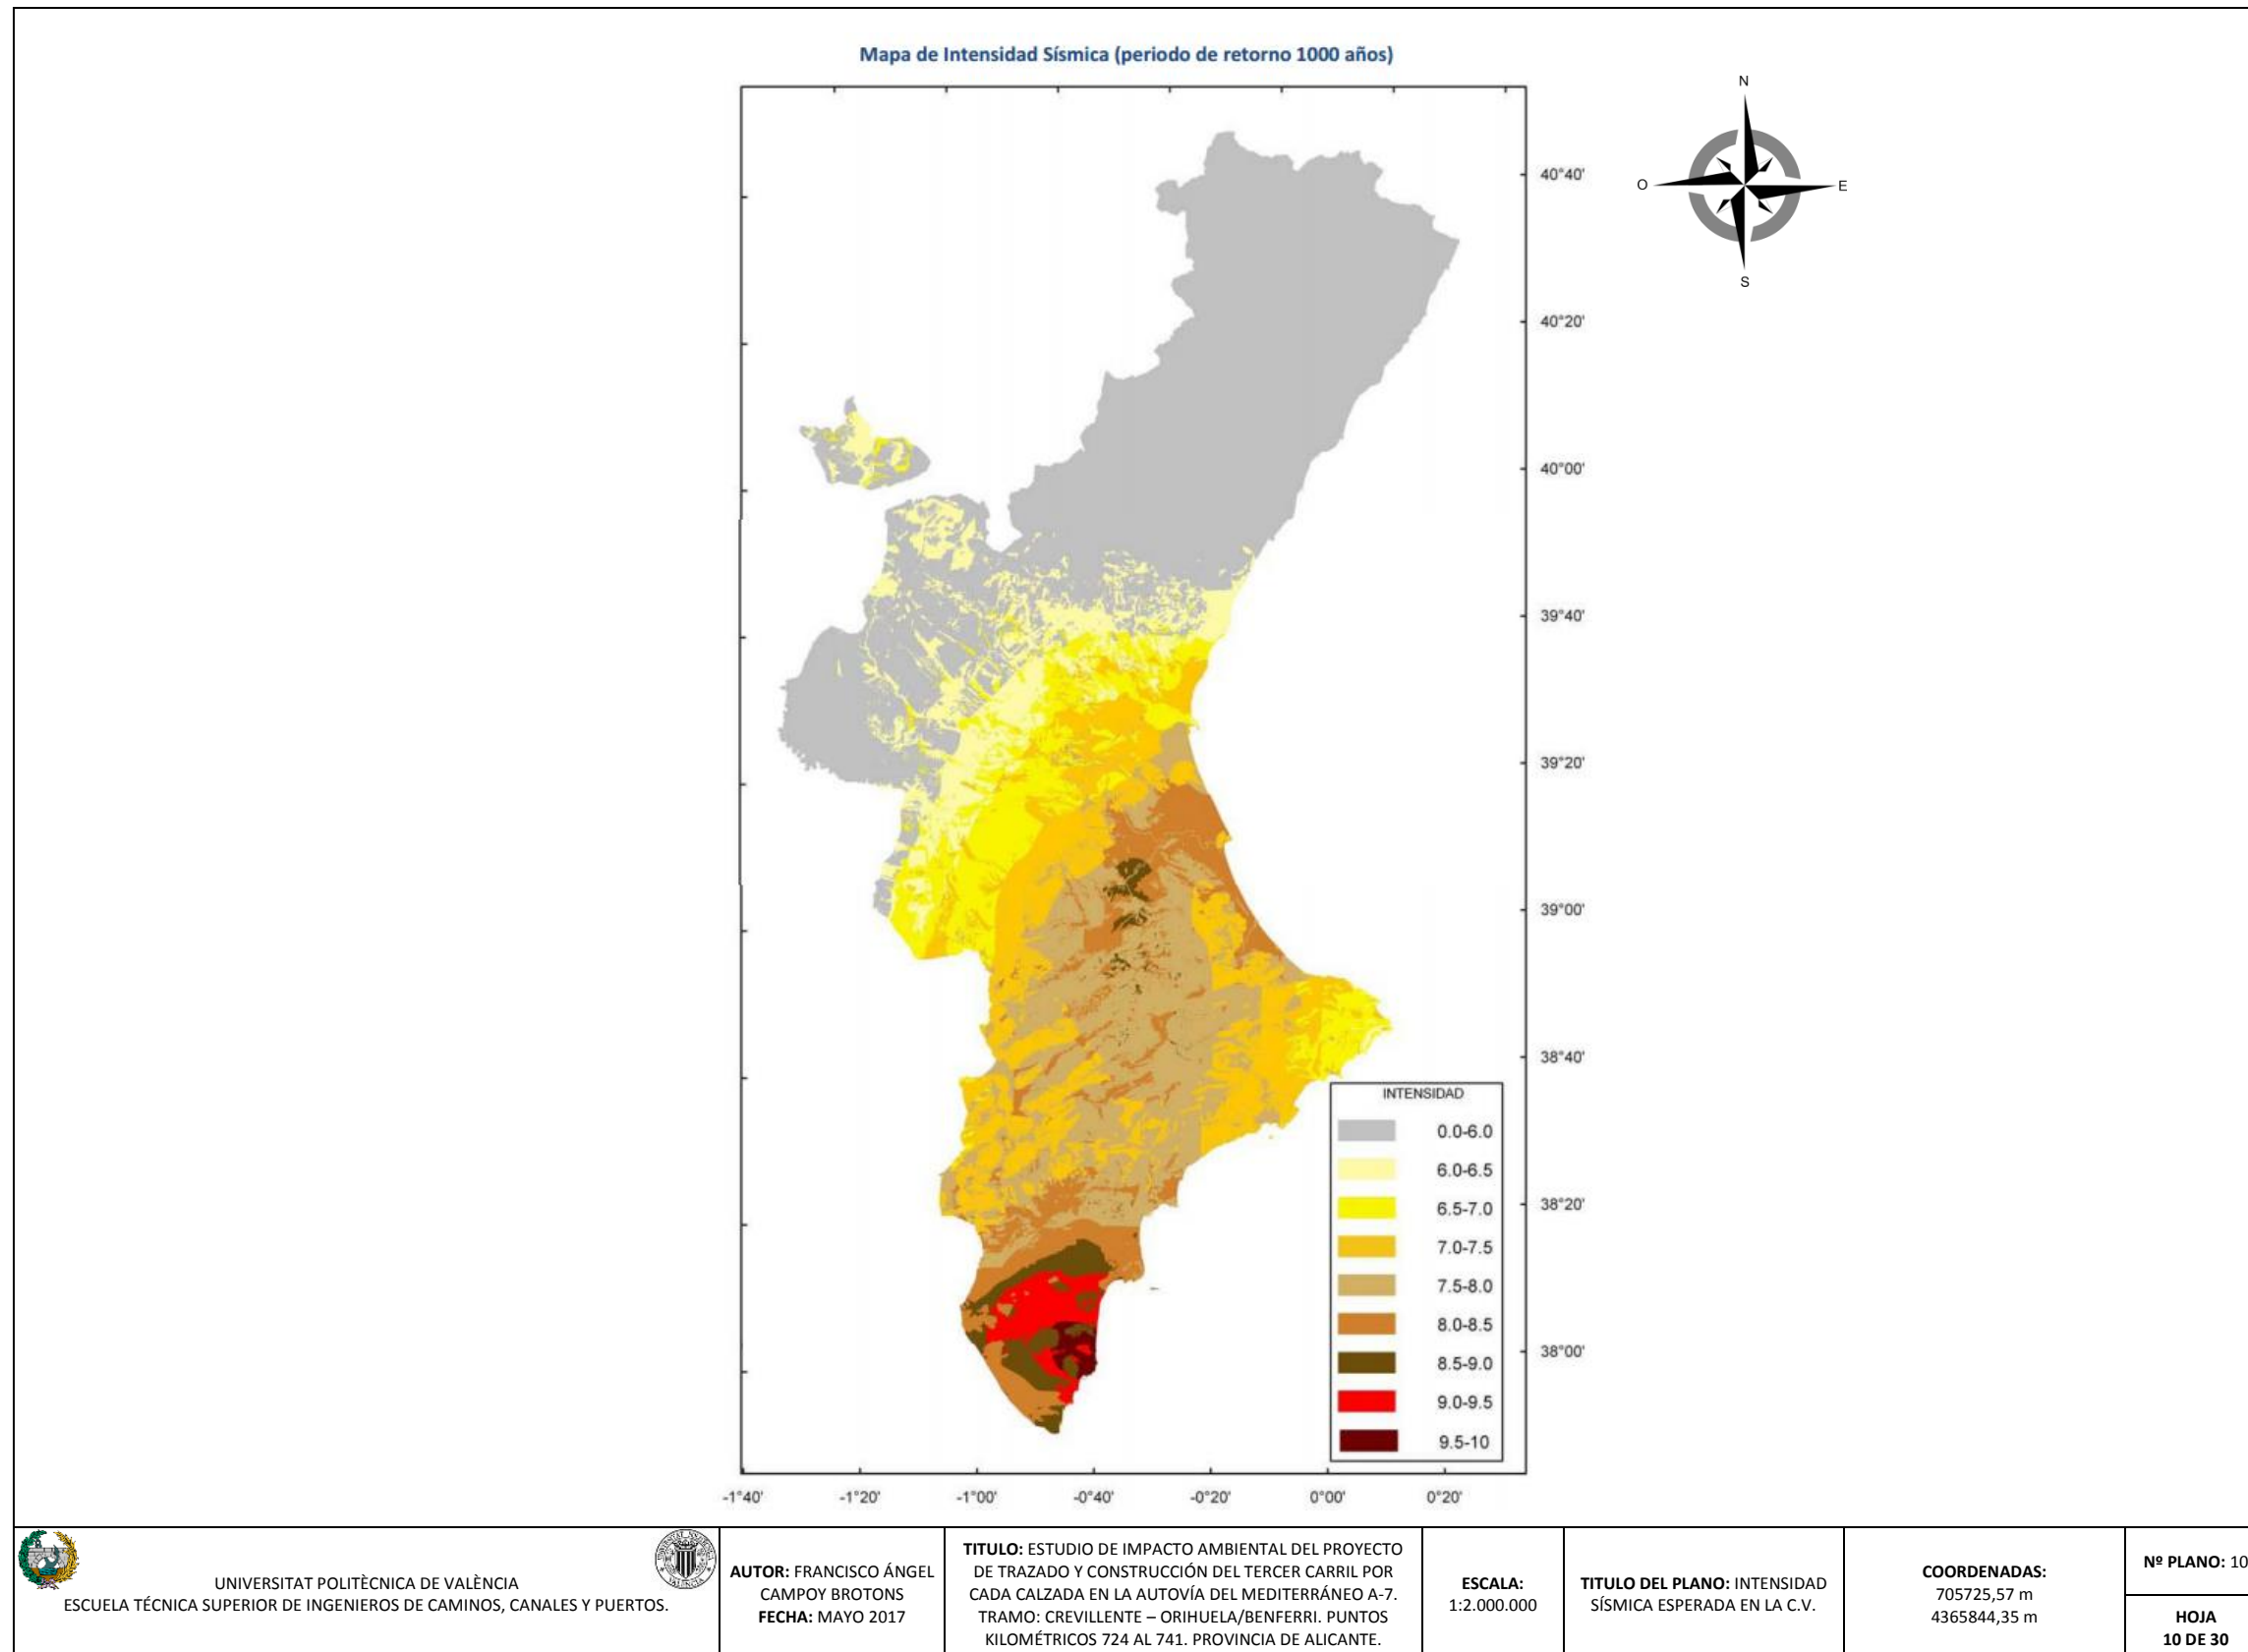 Mapa de Intensidad Sísmica (periodo de retorno 1000 años)
N
O
E
S
40°40'
40°20'
40°00'
39°40'
39°20'
39°00'
38°40'
38°20'
38°00'
INTENSIDAD
0.0-6.0
6.0-6.5
6.5-7.0
7.0-7.5
7.5-8.0
8.0-8.5
8.5-9.0
9.0-9.5
9.5-10
-1°40'
-1°20'
-1°00'
-0°40'
-0°20'
0°00'
0°20'
UNIVERSITAT POLITÈCNICA DE VALÈNCIA
ESCUELA TÉCNICA SUPERIOR DE INGENIEROS DE CAMINOS, CANALES Y PUERTOS.
AUTOR: FRANCISCO ÁNGEL
CAMPOY BROTONS
FECHA: MAYO 2017
TITULO: ESTUDIO DE IMPACTO AMBIENTAL DEL PROYECTO
DE TRAZADO Y CONSTRUCCIÓN DEL TERCER CARRIL POR
CADA CALZADA EN LA AUTOVÍA DEL MEDITERRÁNEO A-7.
TRAMO: CREVILLENTE – ORIHUELA/BENFERRI. PUNTOS
KILOMÉTRICOS 724 AL 741. PROVINCIA DE ALICANTE.
ESCALA:
1:2.000.000
TITULO DEL PLANO: INTENSIDAD
SÍSMICA ESPERADA EN LA C.V.
COORDENADAS:
705725,57 m
4365844,35 m
Nº PLANO: 10
HOJA
10 DE 30